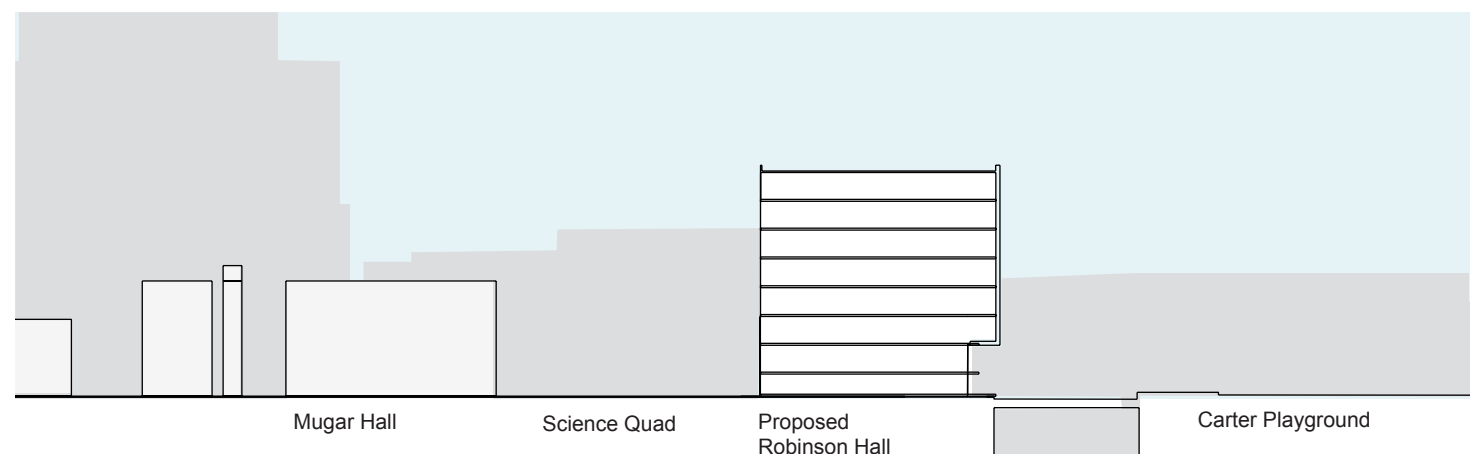 Mugar Hall
Science Quad
Proposed
Robinson Hall
Carter Playground